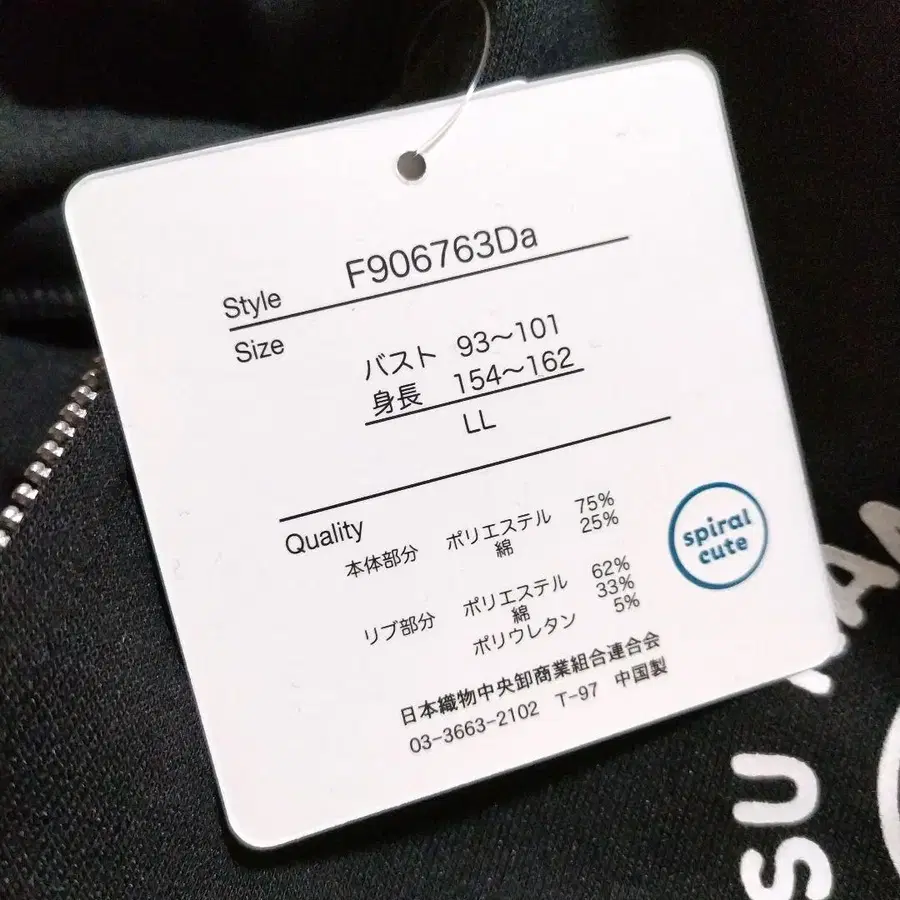 Style F906763Da
Size
バスト 93〜101
身長 154〜162
LL
Quality
本体部分 ポリエステル 75%
綿 25%
リブ部分 ポリエステル 62%
綿 33%
ポリウレタン 5%
spiral
cute
日本織物中央卸商業組合連合会
03-3663-2102 T-97 中国製
SU
S